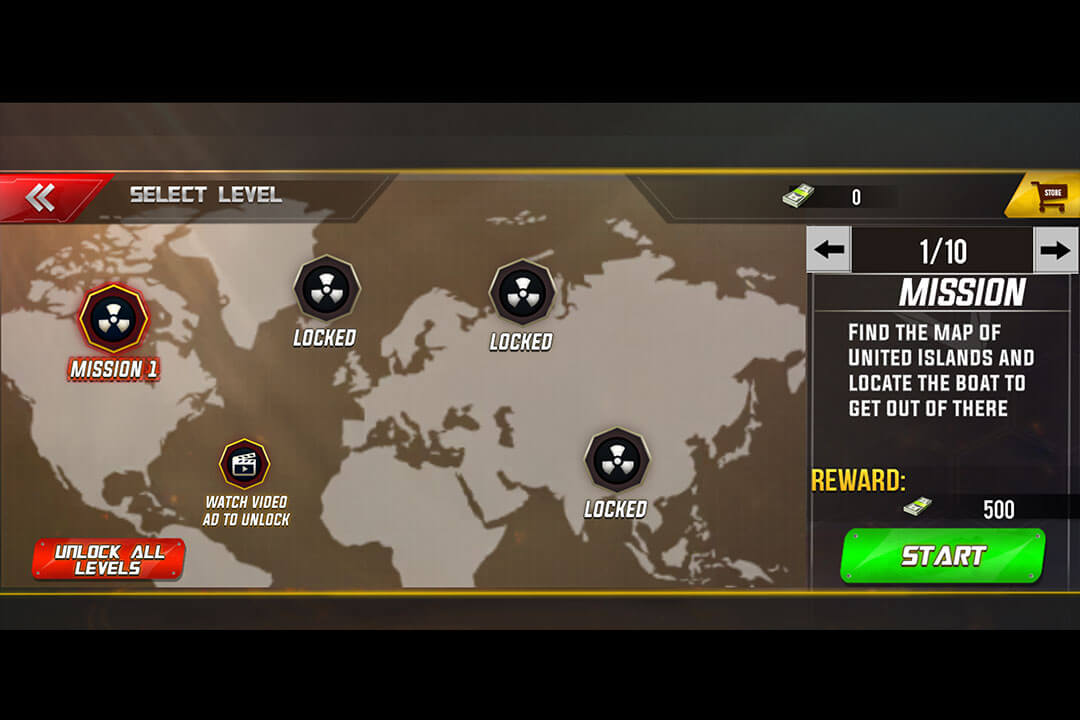 SELECT LEVEL
0
STORE
1/10
MISSION
FIND THE MAP OF
UNITED ISLANDS AND
LOCATE THE BOAT TO
GET OUT OF THERE
REWARD:
500
START
MISSION 1
LOCKED
LOCKED
LOCKED
WATCH VIDEO
AD TO UNLOCK
UNLOCK ALL
LEVELS